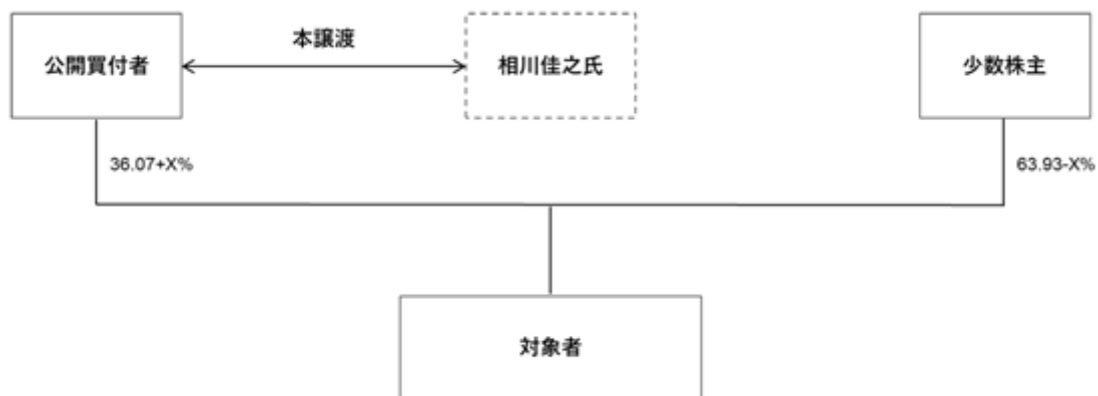 本譲渡
公開買付者
相川佳之氏
少数株主
36.07+X%
63.93-X%
対象者